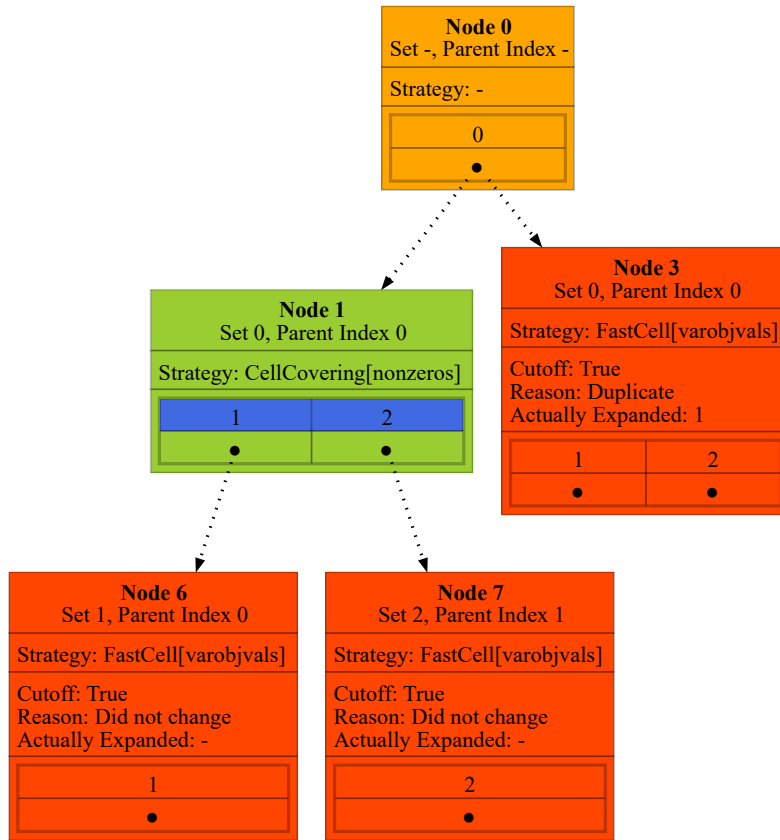 Node 0
Set -, Parent Index -
Strategy: -
0
Node 1
Set 0, Parent Index 0
Strategy: CellCovering[nonzeros]
1 2
Node 3
Set 0, Parent Index 0
Strategy: FastCell[varobjvals]
Cutoff: True
Reason: Duplicate
Actually Expanded: 1
1 2
Node 6
Set 1, Parent Index 0
Strategy: FastCell[varobjvals]
Cutoff: True
Reason: Did not change
Actually Expanded: -
1
Node 7
Set 2, Parent Index 1
Strategy: FastCell[varobjvals]
Cutoff: True
Reason: Did not change
Actually Expanded: -
2